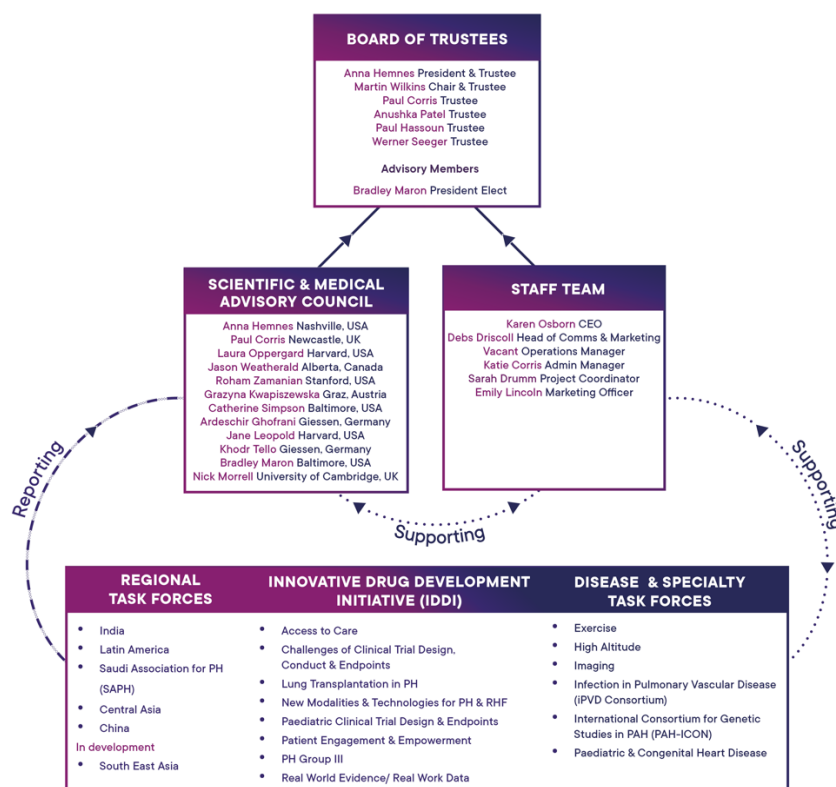 BOARD OF TRUSTEES
Anna Hemnes President & Trustee
Martin Wilkins Chair & Trustee
Paul Corris Trustee
Anushka Patel Trustee
Paul Hassoun Trustee
Werner Seeger Trustee
Advisory Members
Bradley Maron President Elect
SCIENTIFIC & MEDICAL
ADVISORY COUNCIL
Anna Hemnes Nashville, USA
Paul Corris Newcastle, UK
Laura Oppergard Harvard, USA
Jason Weatherald Alberta, Canada
Roham Zamanian Stanford, USA
Grazyna Kwapiszewska Graz, Austria
Catherine Simpson Baltimore, USA
Ardeschir Ghofrani Giessen, Germany
Jane Leopold Harvard, USA
Khodr Tello Giessen, Germany
Bradley Maron Baltimore, USA
Nick Morrell University of Cambridge, UK
STAFF TEAM
Karen Osborn CEO
Debs Driscoll Head of Comms & Marketing
Vacant Operations Manager
Katie Corris Admin Manager
Sarah Drumm Project Coordinator
Emily Lincoln Marketing Officer
Reporting
Supporting
Supporting
REGIONAL
TASK FORCES
• India
• Latin America
• Saudi Association for PH
(SAPH)
• Central Asia
• China
In development
• South East Asia
INNOVATIVE DRUG DEVELOPMENT
INITIATIVE (IDDI)
• Access to Care
• Challenges of Clinical Trial Design,
Conduct & Endpoints
• Lung Transplantation in PH
• New Modalities & Technologies for PH & RHF
• Paediatric Clinical Trial Design & Endpoints
• Patient Engagement & Empowerment
• PH Group III
• Real World Evidence/ Real Work Data
DISEASE & SPECIALTY
TASK FORCES
• Exercise
• High Altitude
• Imaging
• Infection in Pulmonary Vascular Disease
(iPVD Consortium)
• International Consortium for Genetic
Studies in PAH (PAH-ICON)
• Paediatric & Congenital Heart Disease